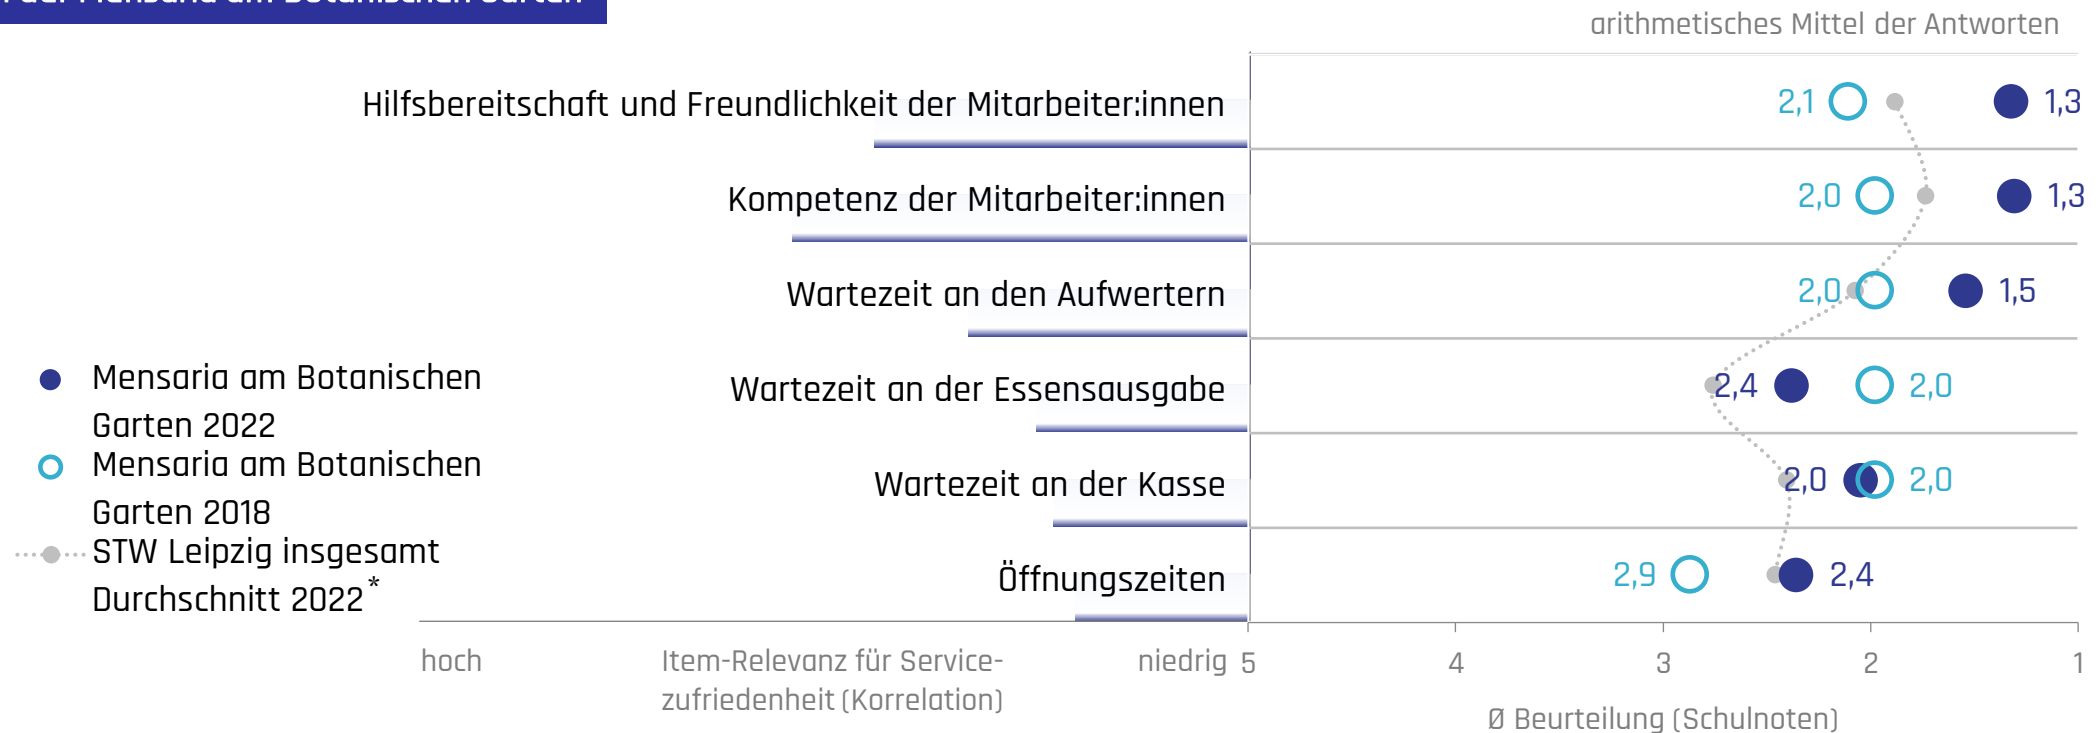 am Botanischen Garten
arithmetisches Mittel der Antworten
Hilfsbereitschaft und Freundlichkeit der Mitarbeiter:innen
2,1 1,3
Kompetenz der Mitarbeiter:innen
2,0 1,3
Wartezeit an den Aufwertern
2,0 1,5
Wartezeit an der Essensausgabe
2,4 2,0
Wartezeit an der Kasse
2,0 2,0
Öffnungszeiten
2,9 2,4
Mensaria am Botanischen
Garten 2022
Mensaria am Botanischen
Garten 2018
STW Leipzig insgesamt
Durchschnitt 2022*
hoch
Item-Relevanz für Service-
zufriedenheit (Korrelation)
niedrig
5 4 3 2 1
Ø Beurteilung (Schulnoten)